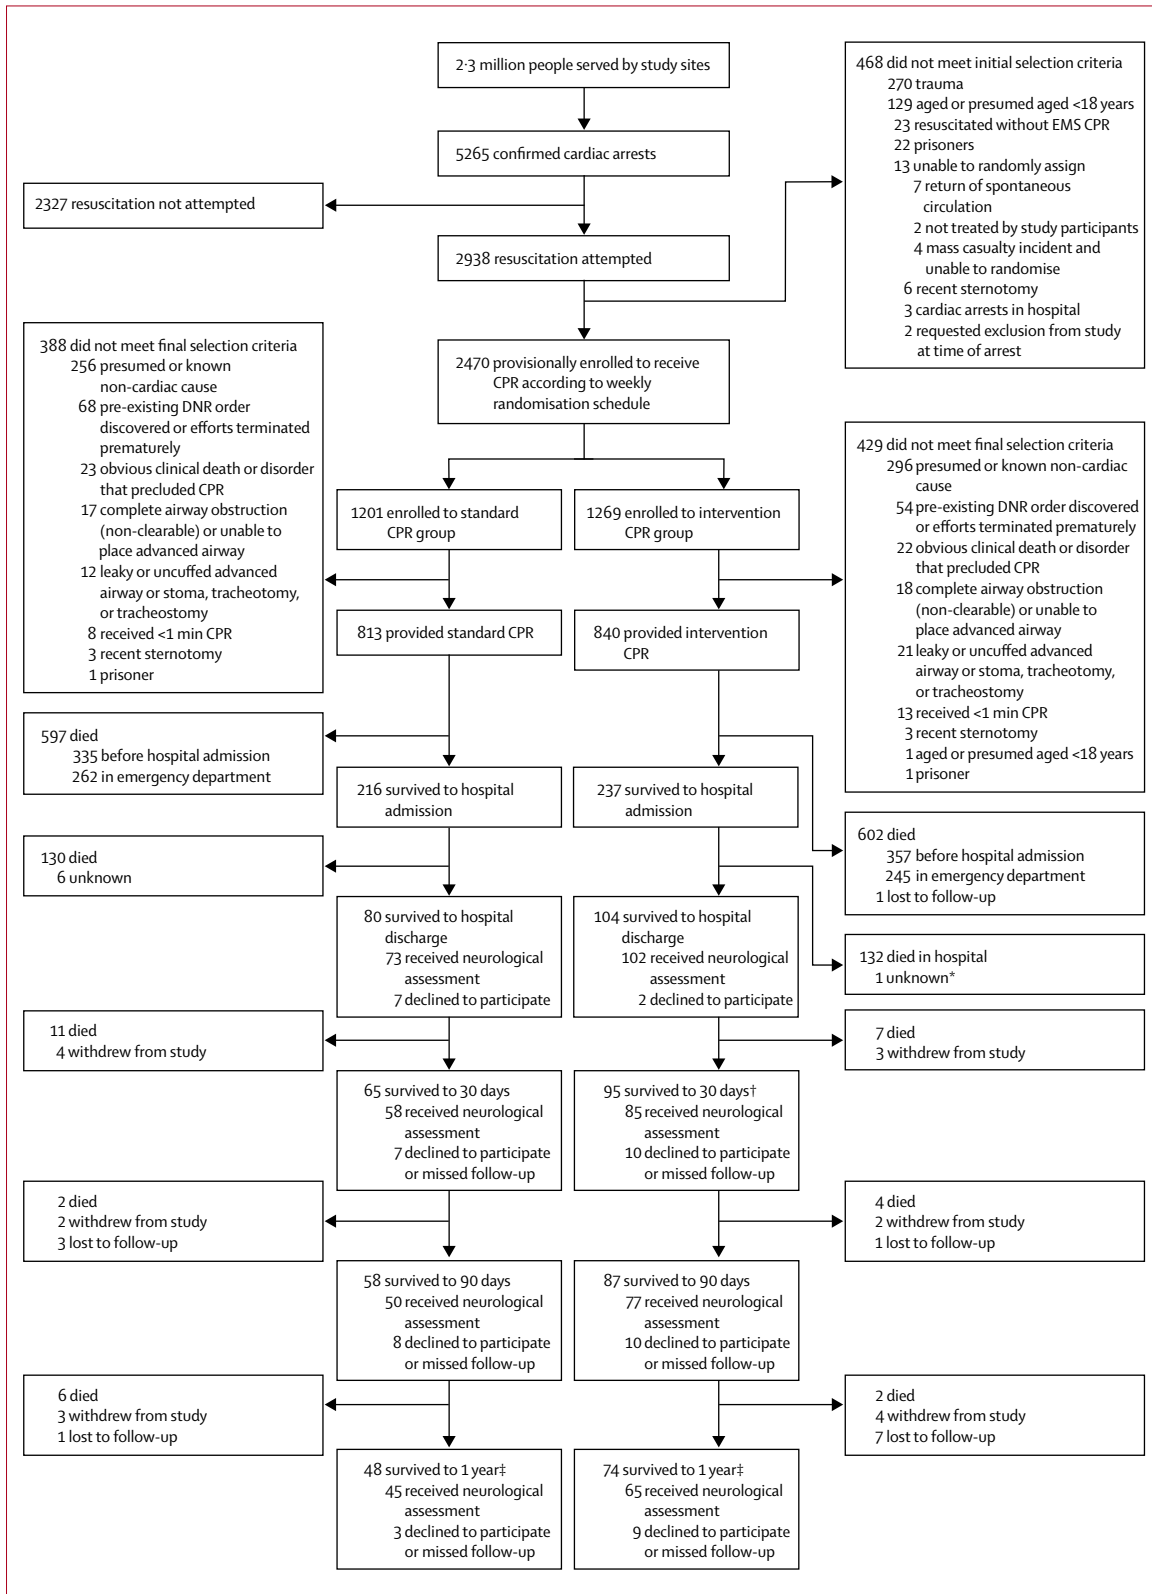 2·3 million people served by study sites
5265 confirmed cardiac arrests
2327 resuscitation not attempted
2938 resuscitation attempted
468 did not meet initial selection criteria
270 trauma
129 aged or presumed aged <18 years
23 resuscitated without EMS CPR
22 prisoners
13 unable to randomly assign
7 return of spontaneous
circulation
2 not treated by study participants
4 mass casualty incident and
unable to randomise
6 recent sternotomy
3 cardiac arrests in hospital
2 requested exclusion from study
at time of arrest
2470 provisionally enrolled to receive
CPR according to weekly
randomisation schedule
388 did not meet final selection criteria
256 presumed or known
non-cardiac cause
68 pre-existing DNR order
discovered or efforts terminated
prematurely
23 obvious clinical death or disorder
that precluded CPR
17 complete airway obstruction
(non-clearable) or unable to
place advanced airway
12 leaky or uncuffed advanced
airway or stoma, tracheotomy,
or tracheostomy
8 received <1 min CPR
3 recent sternotomy
1 prisoner
1201 enrolled to standard
CPR group
1269 enrolled to intervention
CPR group
429 did not meet final selection criteria
296 presumed or known non-cardiac
cause
54 pre-existing DNR order discovered
or efforts terminated prematurely
22 obvious clinical death or disorder
that precluded CPR
18 complete airway obstruction
(non-clearable) or unable to
place advanced airway
21 leaky or uncuffed advanced
airway or stoma, tracheotomy,
or tracheostomy
13 received <1 min CPR
3 recent sternotomy
1 aged or presumed aged <18 years
1 prisoner
813 provided standard CPR
840 provided intervention
CPR
597 died
335 before hospital admission
262 in emergency department
216 survived to hospital
admission
237 survived to hospital
admission
602 died
357 before hospital admission
245 in emergency department
1 lost to follow-up
130 died
6 unknown
80 survived to hospital
discharge
73 received neurological
assessment
7 declined to participate
104 survived to hospital
discharge
102 received neurological
assessment
2 declined to participate
132 died in hospital
1 unknown*
11 died
4 withdrew from study
7 died
3 withdrew from study
65 survived to 30 days
58 received neurological
assessment
7 declined to participate
or missed follow-up
95 survived to 30 days†
85 received neurological
assessment
10 declined to participate
or missed follow-up
2 died
2 withdrew from study
3 lost to follow-up
4 died
2 withdrew from study
1 lost to follow-up
58 survived to 90 days
50 received neurological
assessment
8 declined to participate
or missed follow-up
87 survived to 90 days
77 received neurological
assessment
10 declined to participate
or missed follow-up
6 died
3 withdrew from study
1 lost to follow-up
2 died
4 withdrew from study
7 lost to follow-up
48 survived to 1 year‡
45 received neurological
assessment
3 declined to participate
or missed follow-up
74 survived to 1 year‡
65 received neurological
assessment
9 declined to participate
or missed follow-up